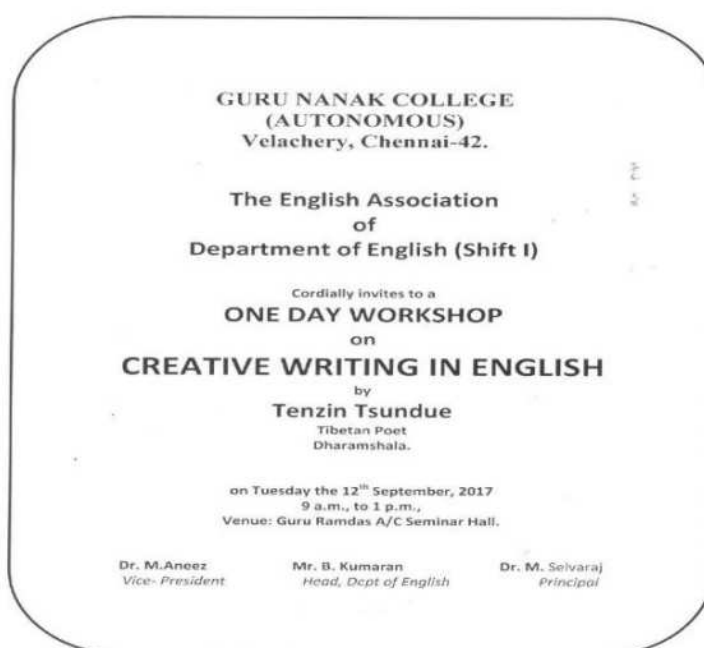 GURU NANAK COLLEGE
(AUTONOMOUS)
Velachery, Chennai-42.
The English Association
of
Department of English (Shift I)
Cordially invites to a
ONE DAY WORKSHOP
on
CREATIVE WRITING IN ENGLISH
by
Tenzin Tsundue
Tibetan Poet
Dharamshala.
on Tuesday the 12th September, 2017
9 a.m., to 1 p.m.,
Venue: Guru Ramdas A/C Seminar Hall.
Dr. M.Aneez Mr. B. Kumaran Dr. M. Selvaraj
Vice- President Head, Dept of English Principal